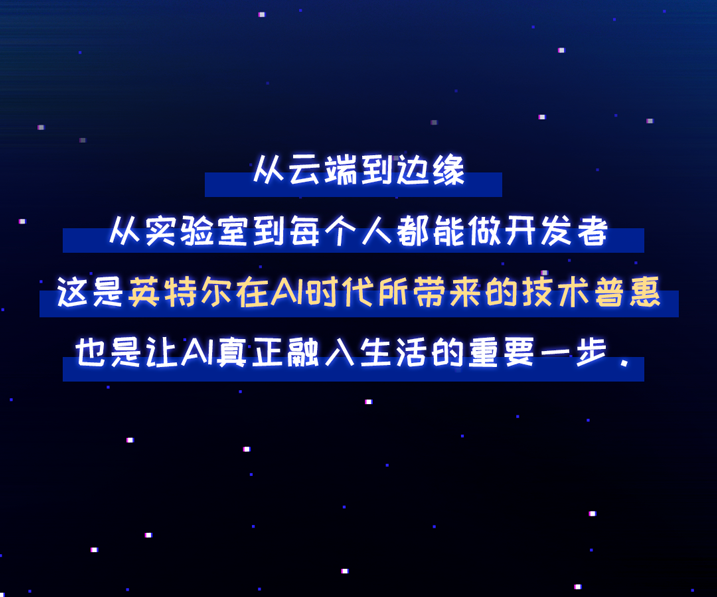 从云端到边缘
从实验室到每个人都能做开发者
这是英特尔在AI时代所带来的技术普惠
也是让AI真正融入生活的重要一步.